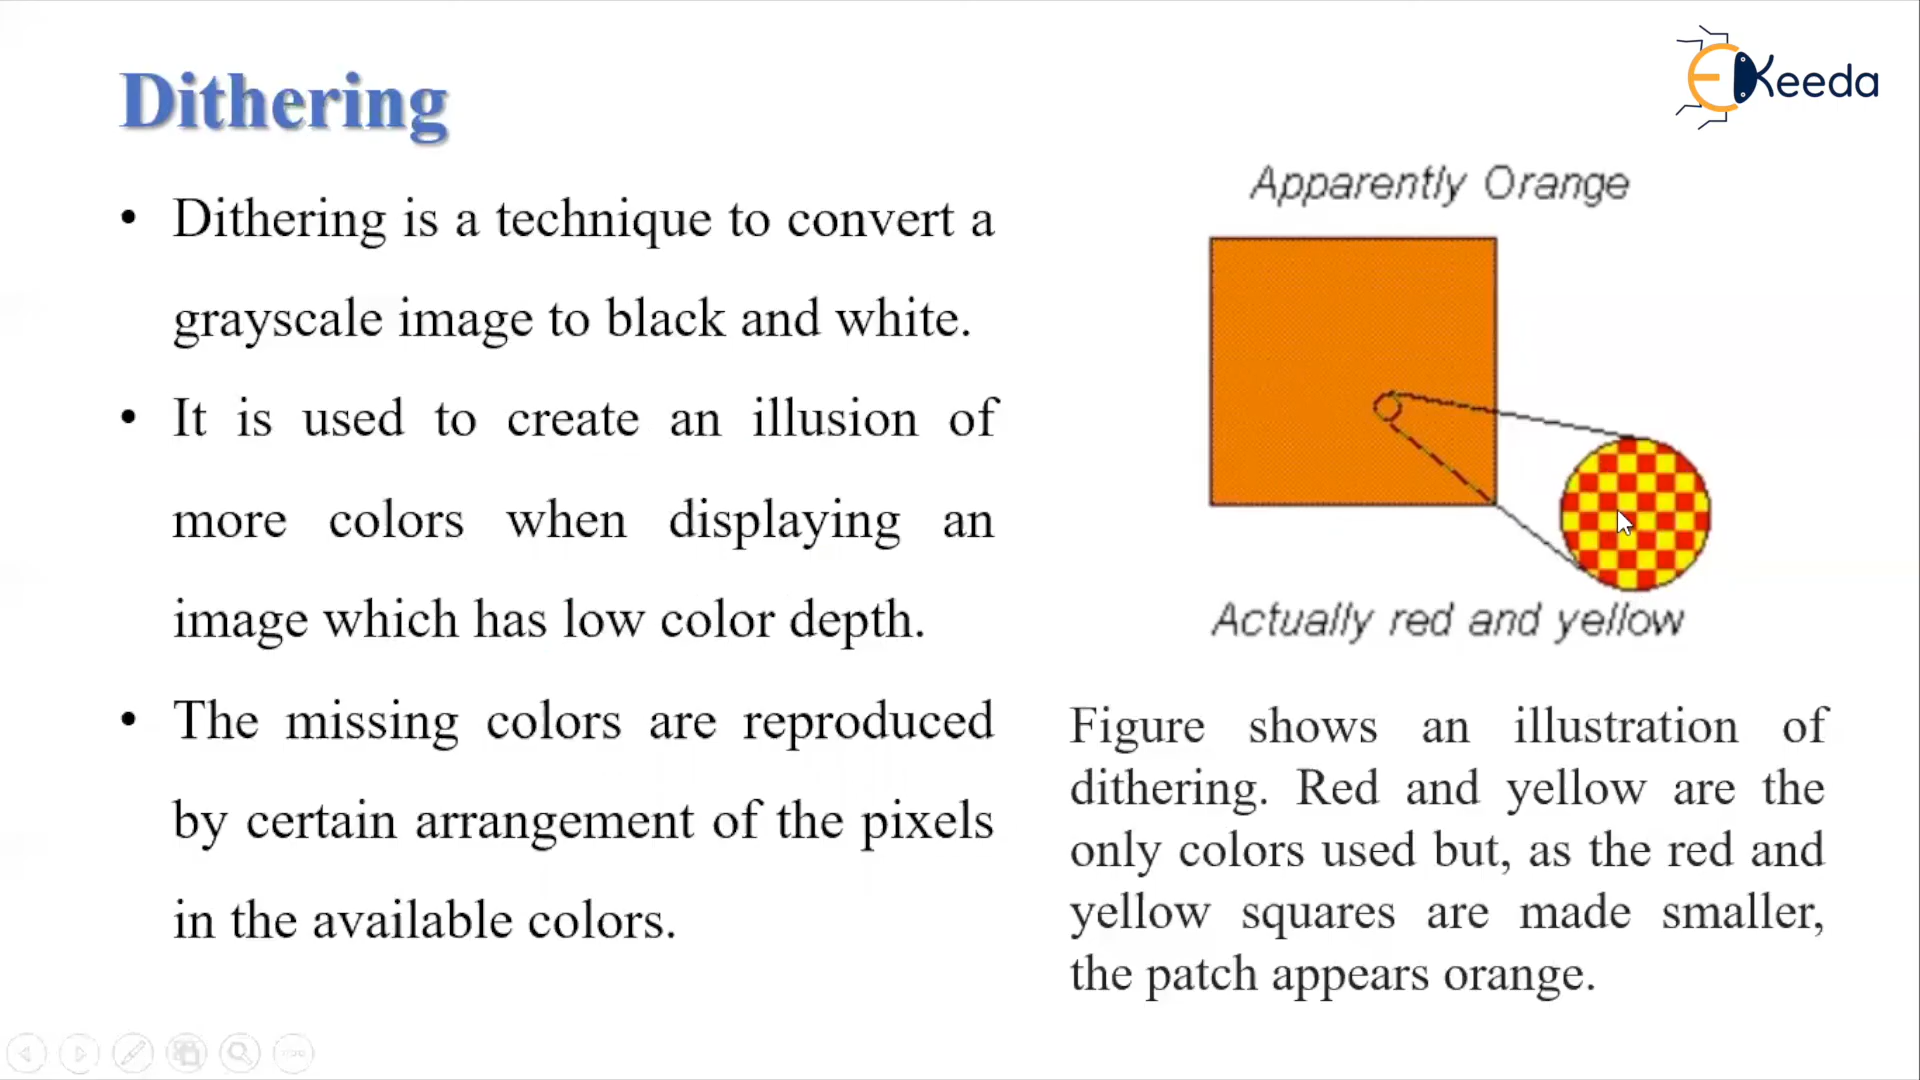 Dithering
• Dithering is a technique to convert a
grayscale image to black and white.
• It is used to create an illusion of
more colors when displaying an
image which has low color depth.
• The missing colors are reproduced
by certain arrangement of the pixels
in the available colors.
EKeeda
Apparently Orange
Actually red and yellow
Figure shows an illustration of
dithering. Red and yellow are the
only colors used but, as the red and
yellow squares are made smaller,
the patch appears orange.